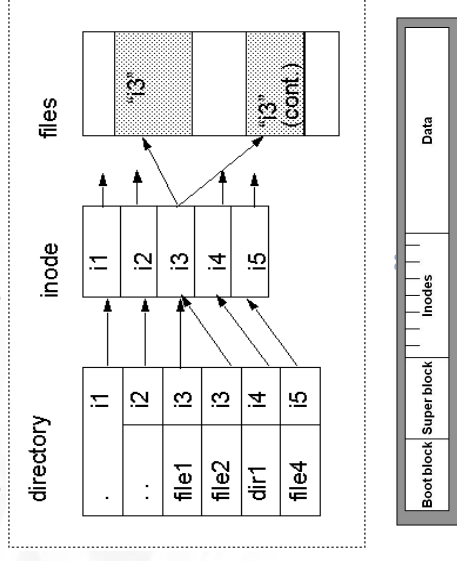 directory inode files
. i1 i1
.. i2 i2 "i3"
file1 i3 i3
file2 i3 i4
dir1 i4 i5 "i3"
(cont.)
file4 i5
Boot block Super block Inodes Data